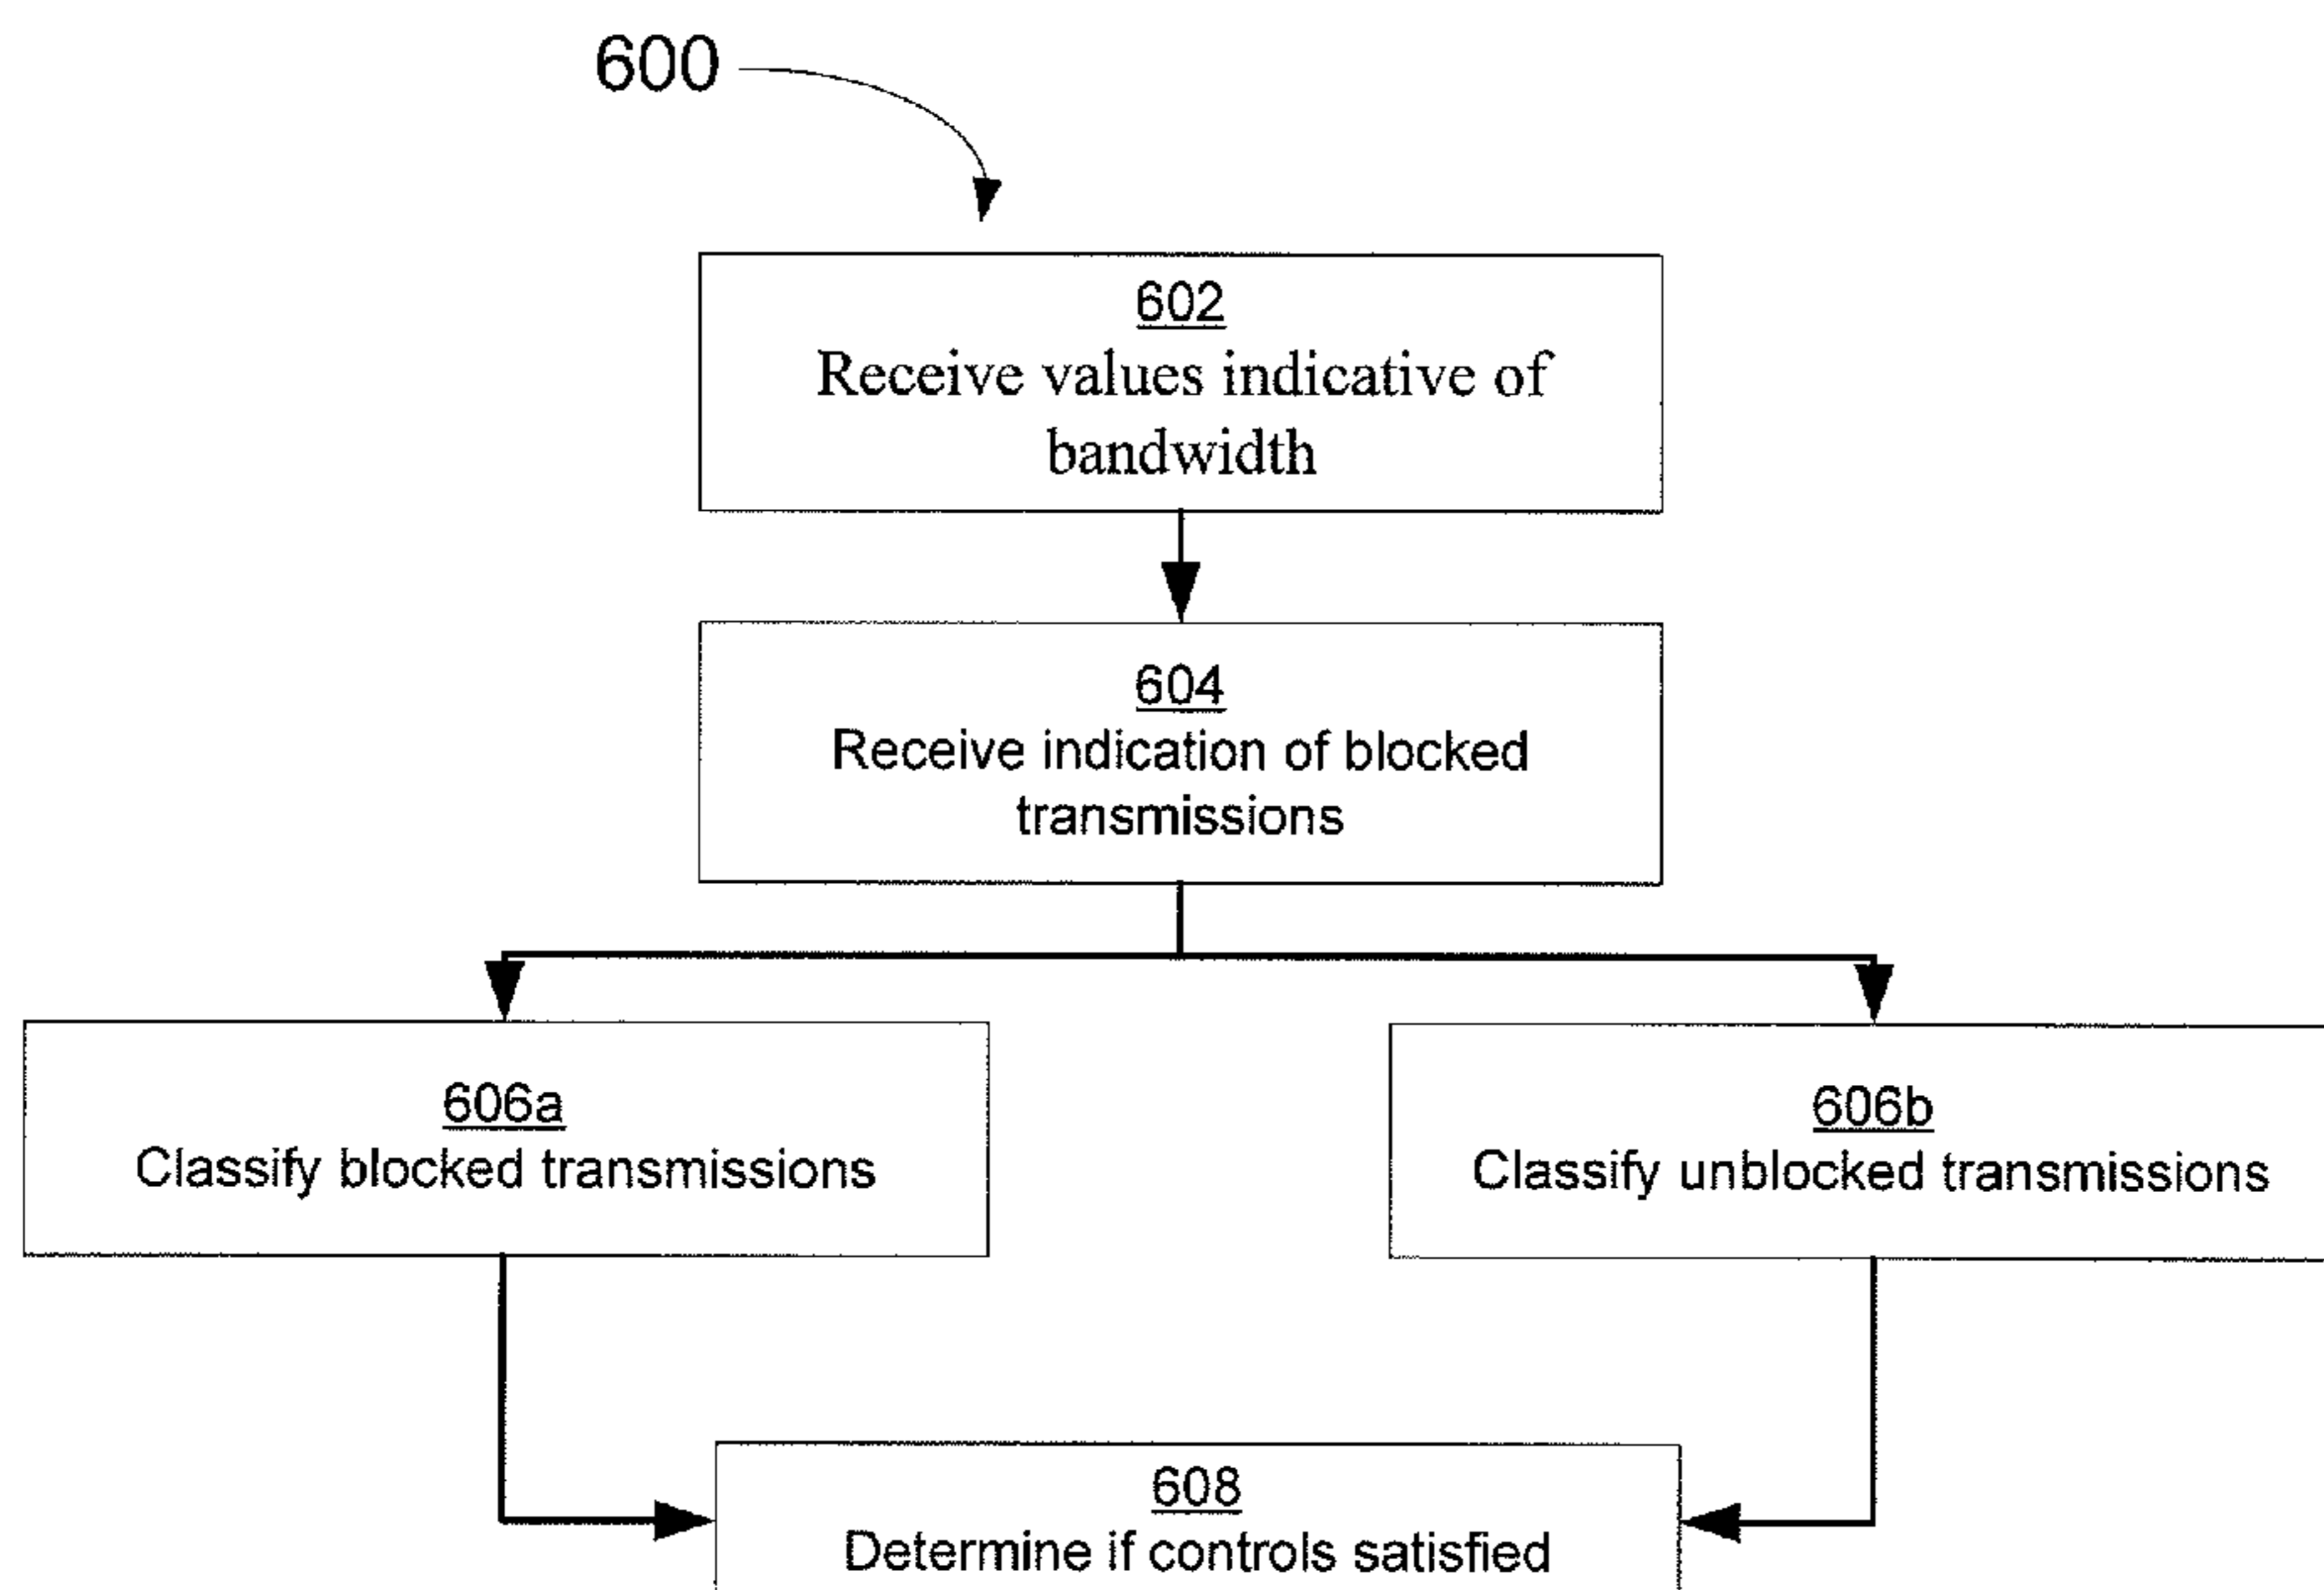 600
602
Receive values indicative of
bandwidth
604
Receive indication of blocked
transmissions
606a
Classify blocked transmissions
606b
Classify unblocked transmissions
608
Determine if controls satisfied